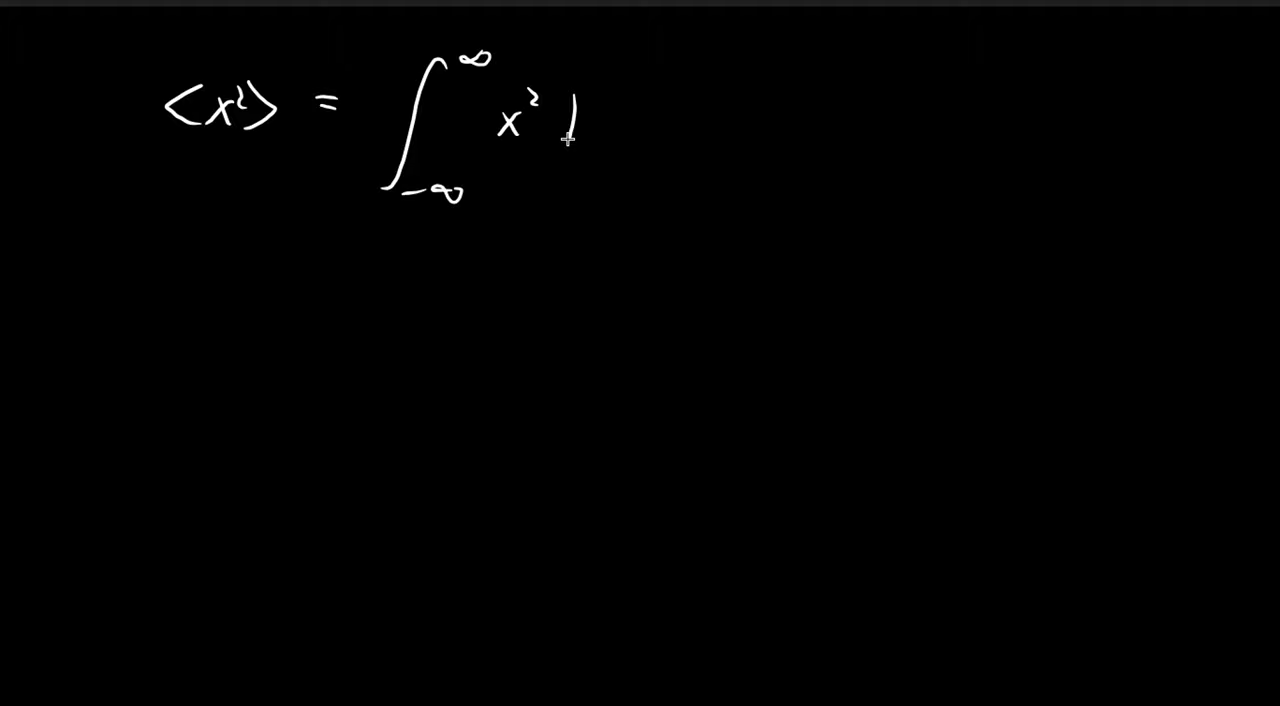 <x²> = ∫_{-∞}^{∞} x² |